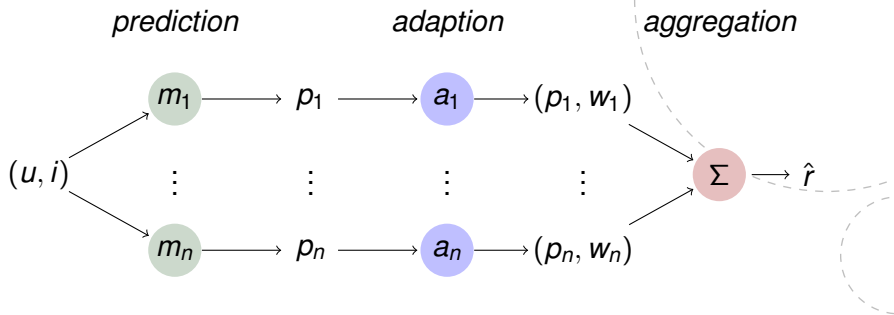 prediction adaption aggregation
m₁ p₁ a₁ (p₁, w₁)
(u, i) ⋮ ⋮ ⋮ ⋮ Σ r̂
mₙ pₙ aₙ (pₙ, wₙ)